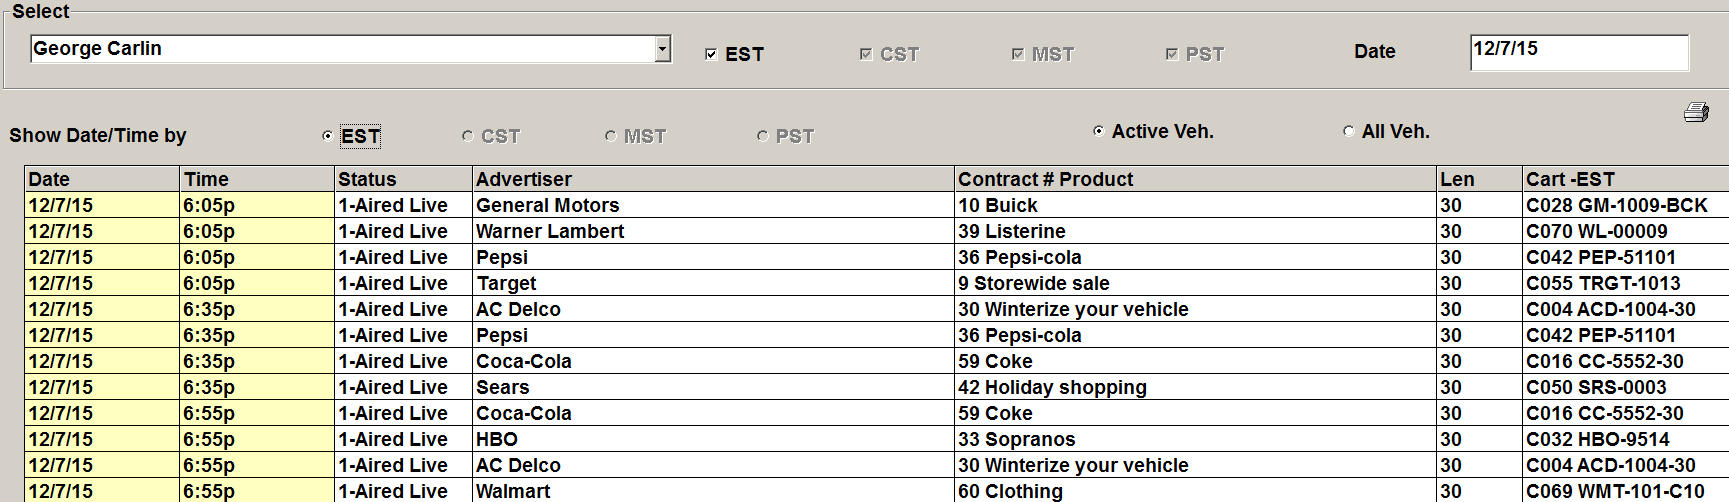 Select
George Carlin EST CST MST PST Date 12/7/15
Show Date/Time by EST CST MST PST Active Veh. All Veh.
Date Time Status Advertiser Contract # Product Len Cart -EST
12/7/15 6:05p 1-Aired Live General Motors 10 Buick 30 C028 GM-1009-BCK
12/7/15 6:05p 1-Aired Live Warner Lambert 39 Listerine 30 C070 WL-00009
12/7/15 6:05p 1-Aired Live Pepsi 36 Pepsi-cola 30 C042 PEP-51101
12/7/15 6:05p 1-Aired Live Target 9 Storewide sale 30 C055 TRGT-1013
12/7/15 6:35p 1-Aired Live AC Delco 30 Winterize your vehicle 30 C004 ACD-1004-30
12/7/15 6:35p 1-Aired Live Pepsi 36 Pepsi-cola 30 C042 PEP-51101
12/7/15 6:35p 1-Aired Live Coca-Cola 59 Coke 30 C016 CC-5552-30
12/7/15 6:35p 1-Aired Live Sears 42 Holiday shopping 30 C050 SRS-0003
12/7/15 6:55p 1-Aired Live Coca-Cola 59 Coke 30 C016 CC-5552-30
12/7/15 6:55p 1-Aired Live HBO 33 Sopranos 30 C032 HBO-9514
12/7/15 6:55p 1-Aired Live AC Delco 30 Winterize your vehicle 30 C004 ACD-1004-30
12/7/15 6:55p 1-Aired Live Walmart 60 Clothing 30 C069 WMT-101-C10